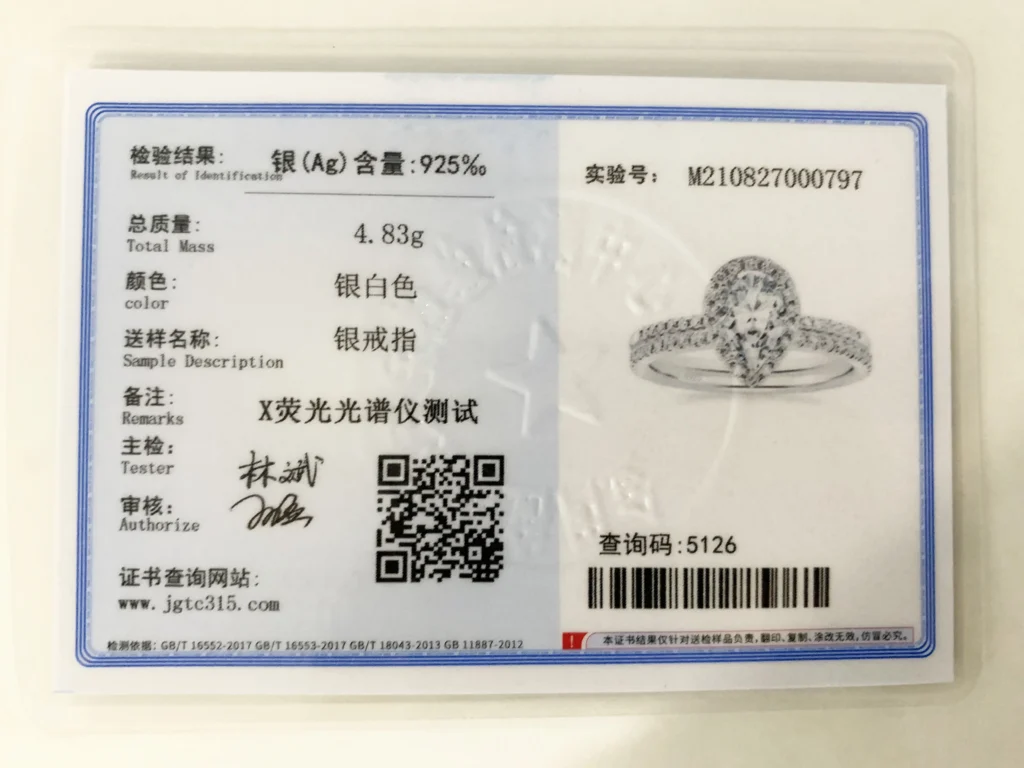 检验结果: 银(Ag)含量:925‰
Result of Identification
总质量: 4.83g
Total Mass
颜色: 银白色
color
送样名称: 银戒指
Sample Description
备注: X荧光光谱仪测试
Remarks
主检: 林斌
Tester
审核:
Authorize
证书查询网站:
www.jgtc315.com
检测依据: GB/T 16552-2017 GB/T 16553-2017 GB/T 18043-2013 GB 11887-2012
实验号: M210827000797
查询码:5126
! 本证书结果仅针对送检样品负责,翻印、复制、涂改无效,仿冒必究。